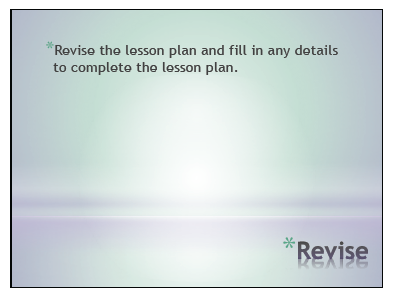 *Revise the lesson plan and fill in any details
to complete the lesson plan.
*Revise